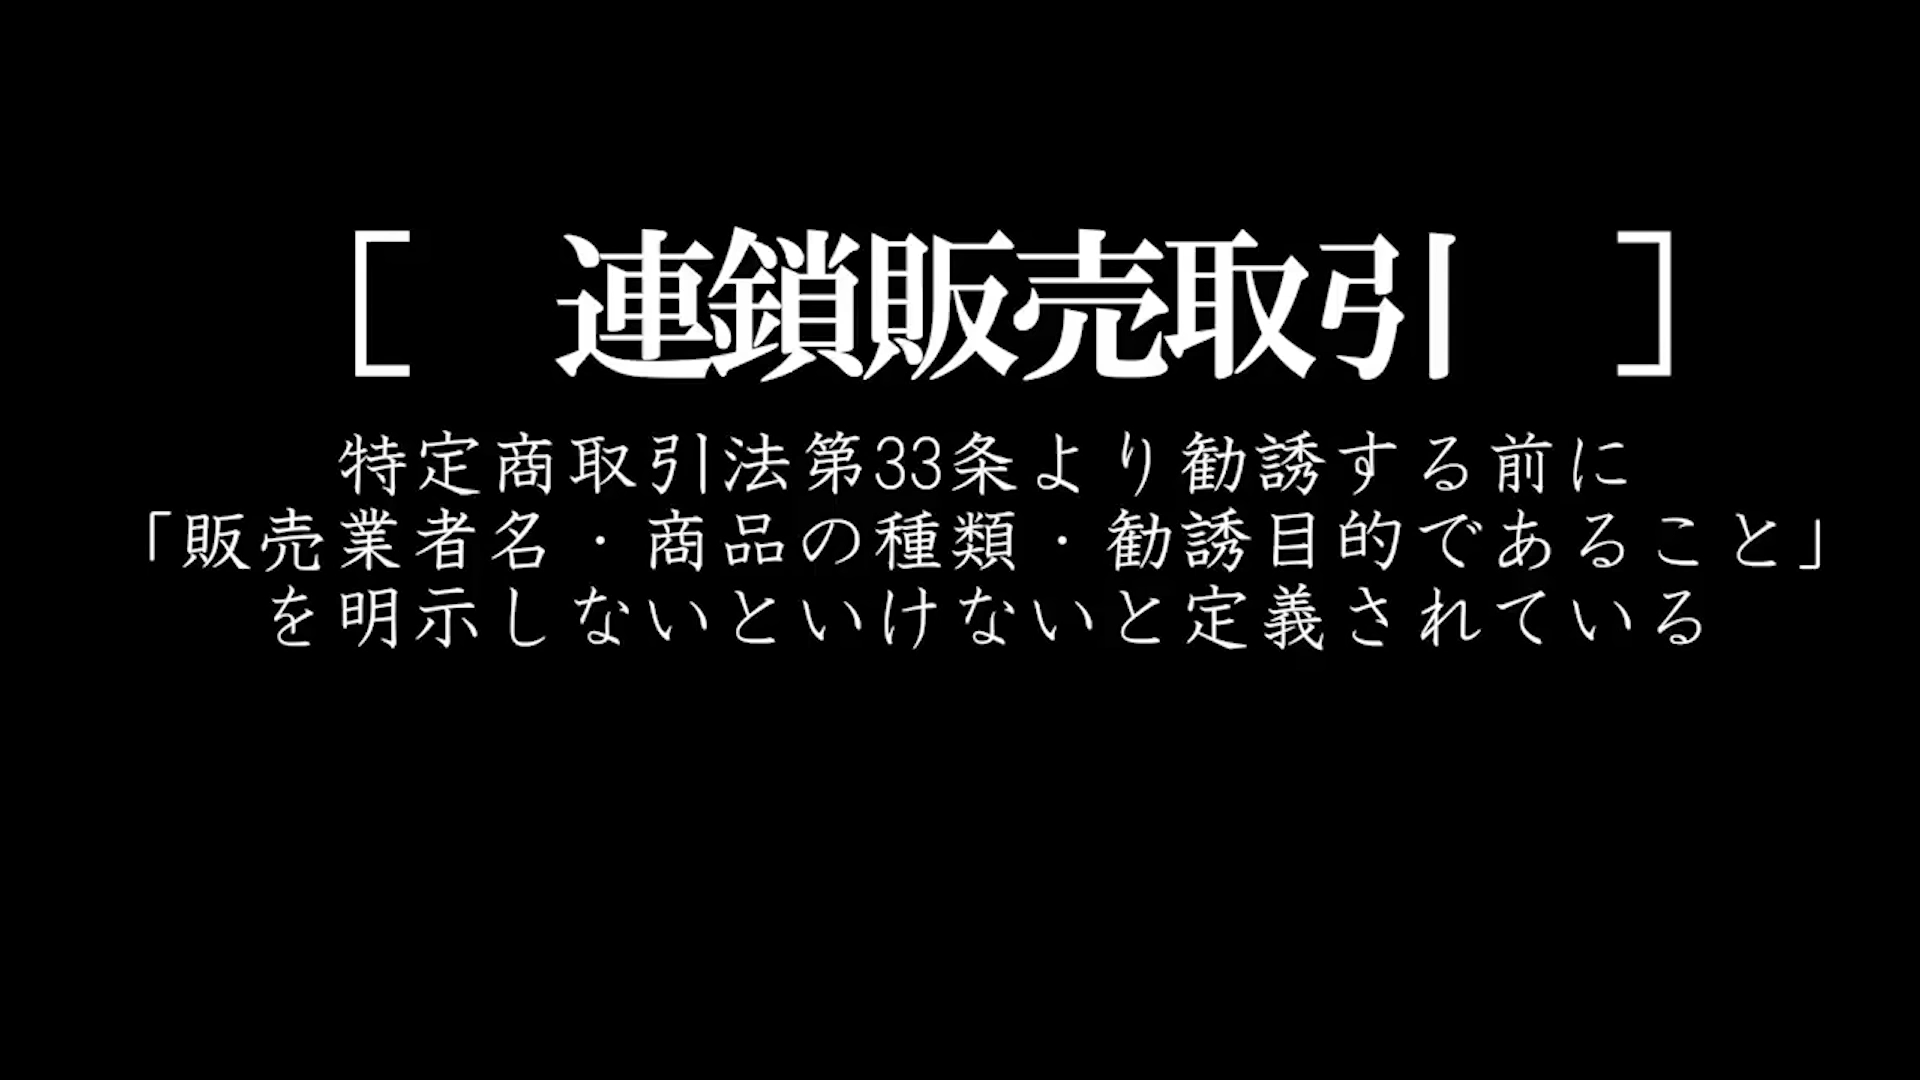 [ 連鎖販売取引 ]
特定商取引法第33条より勧誘する前に
「販売業者名・商品の種類・勧誘目的であること」
を明示しないといけないと定義されている